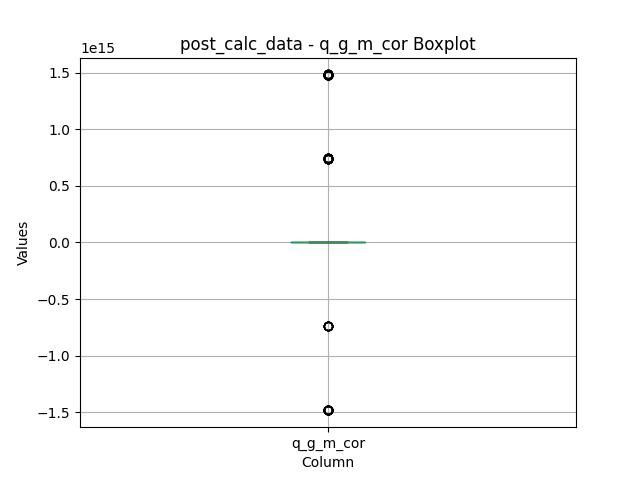 post_calc_data - q_g_m_cor Boxplot
1e15
1.5
1.0
0.5
0.0
−0.5
−1.0
−1.5
Values
q_g_m_cor
Column